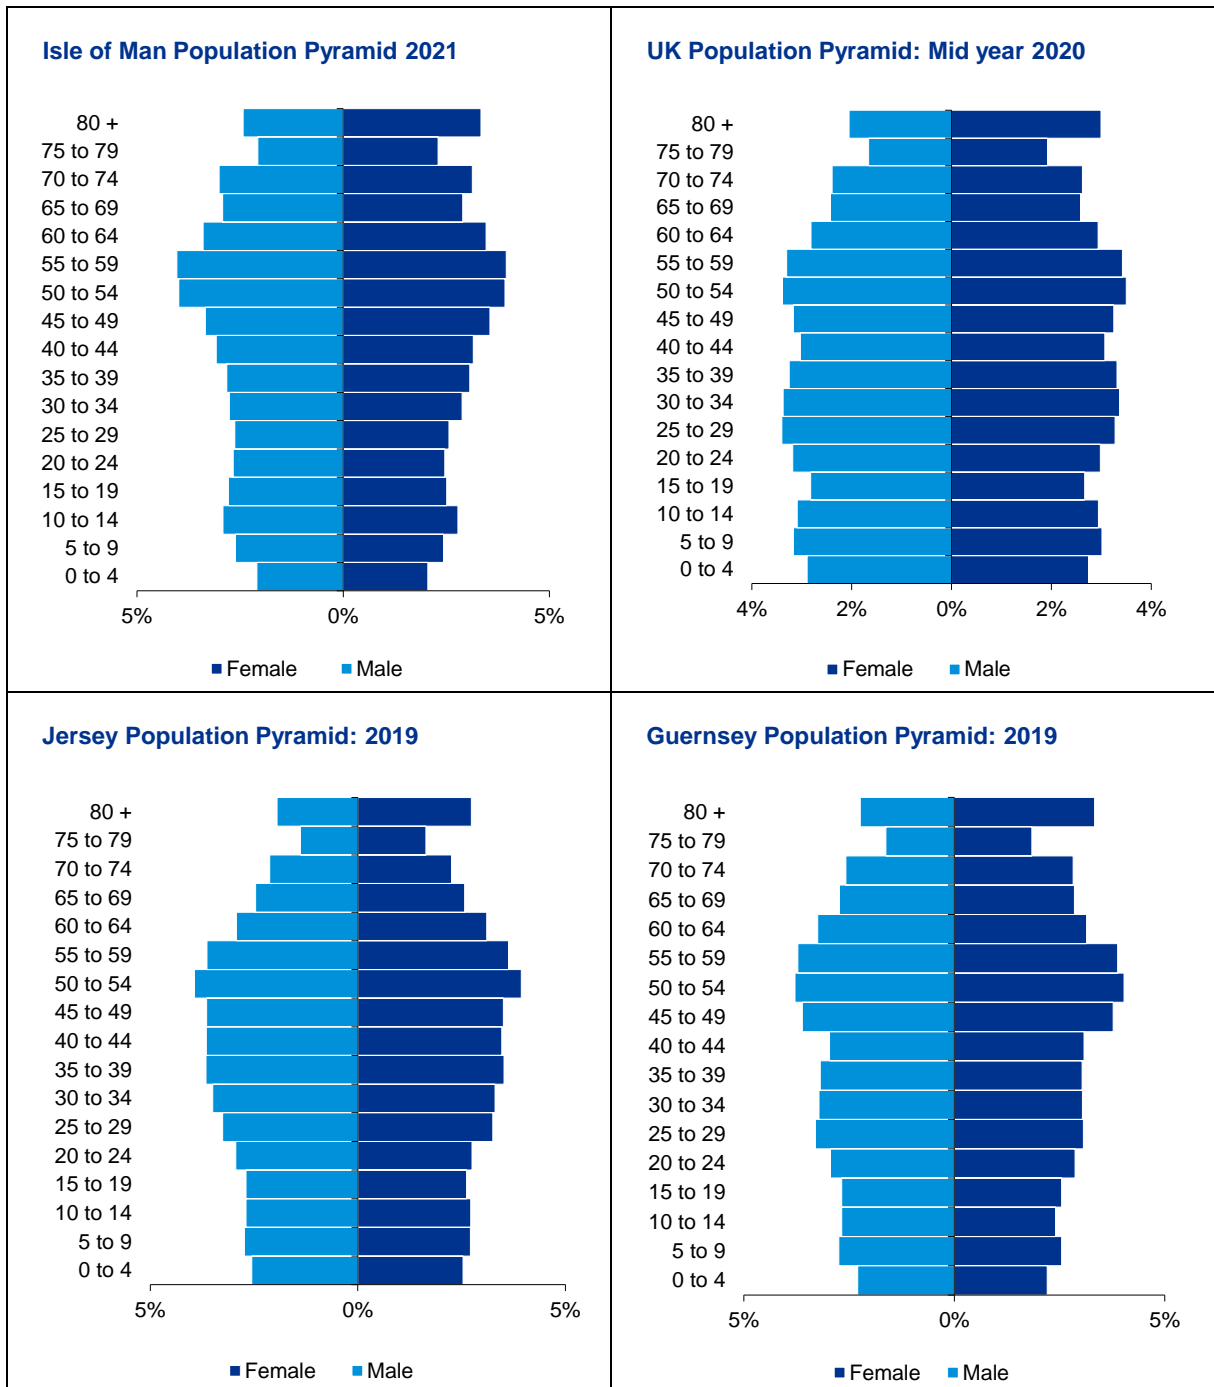 Isle of Man Population Pyramid 2021
80 +
75 to 79
70 to 74
65 to 69
60 to 64
55 to 59
50 to 54
45 to 49
40 to 44
35 to 39
30 to 34
25 to 29
20 to 24
15 to 19
10 to 14
5 to 9
0 to 4
5% 0% 5%
Female Male
UK Population Pyramid: Mid year 2020
80 +
75 to 79
70 to 74
65 to 69
60 to 64
55 to 59
50 to 54
45 to 49
40 to 44
35 to 39
30 to 34
25 to 29
20 to 24
15 to 19
10 to 14
5 to 9
0 to 4
4% 2% 0% 2% 4%
Female Male
Jersey Population Pyramid: 2019
80 +
75 to 79
70 to 74
65 to 69
60 to 64
55 to 59
50 to 54
45 to 49
40 to 44
35 to 39
30 to 34
25 to 29
20 to 24
15 to 19
10 to 14
5 to 9
0 to 4
5% 0% 5%
Female Male
Guernsey Population Pyramid: 2019
80 +
75 to 79
70 to 74
65 to 69
60 to 64
55 to 59
50 to 54
45 to 49
40 to 44
35 to 39
30 to 34
25 to 29
20 to 24
15 to 19
10 to 14
5 to 9
0 to 4
5% 0% 5%
Female Male